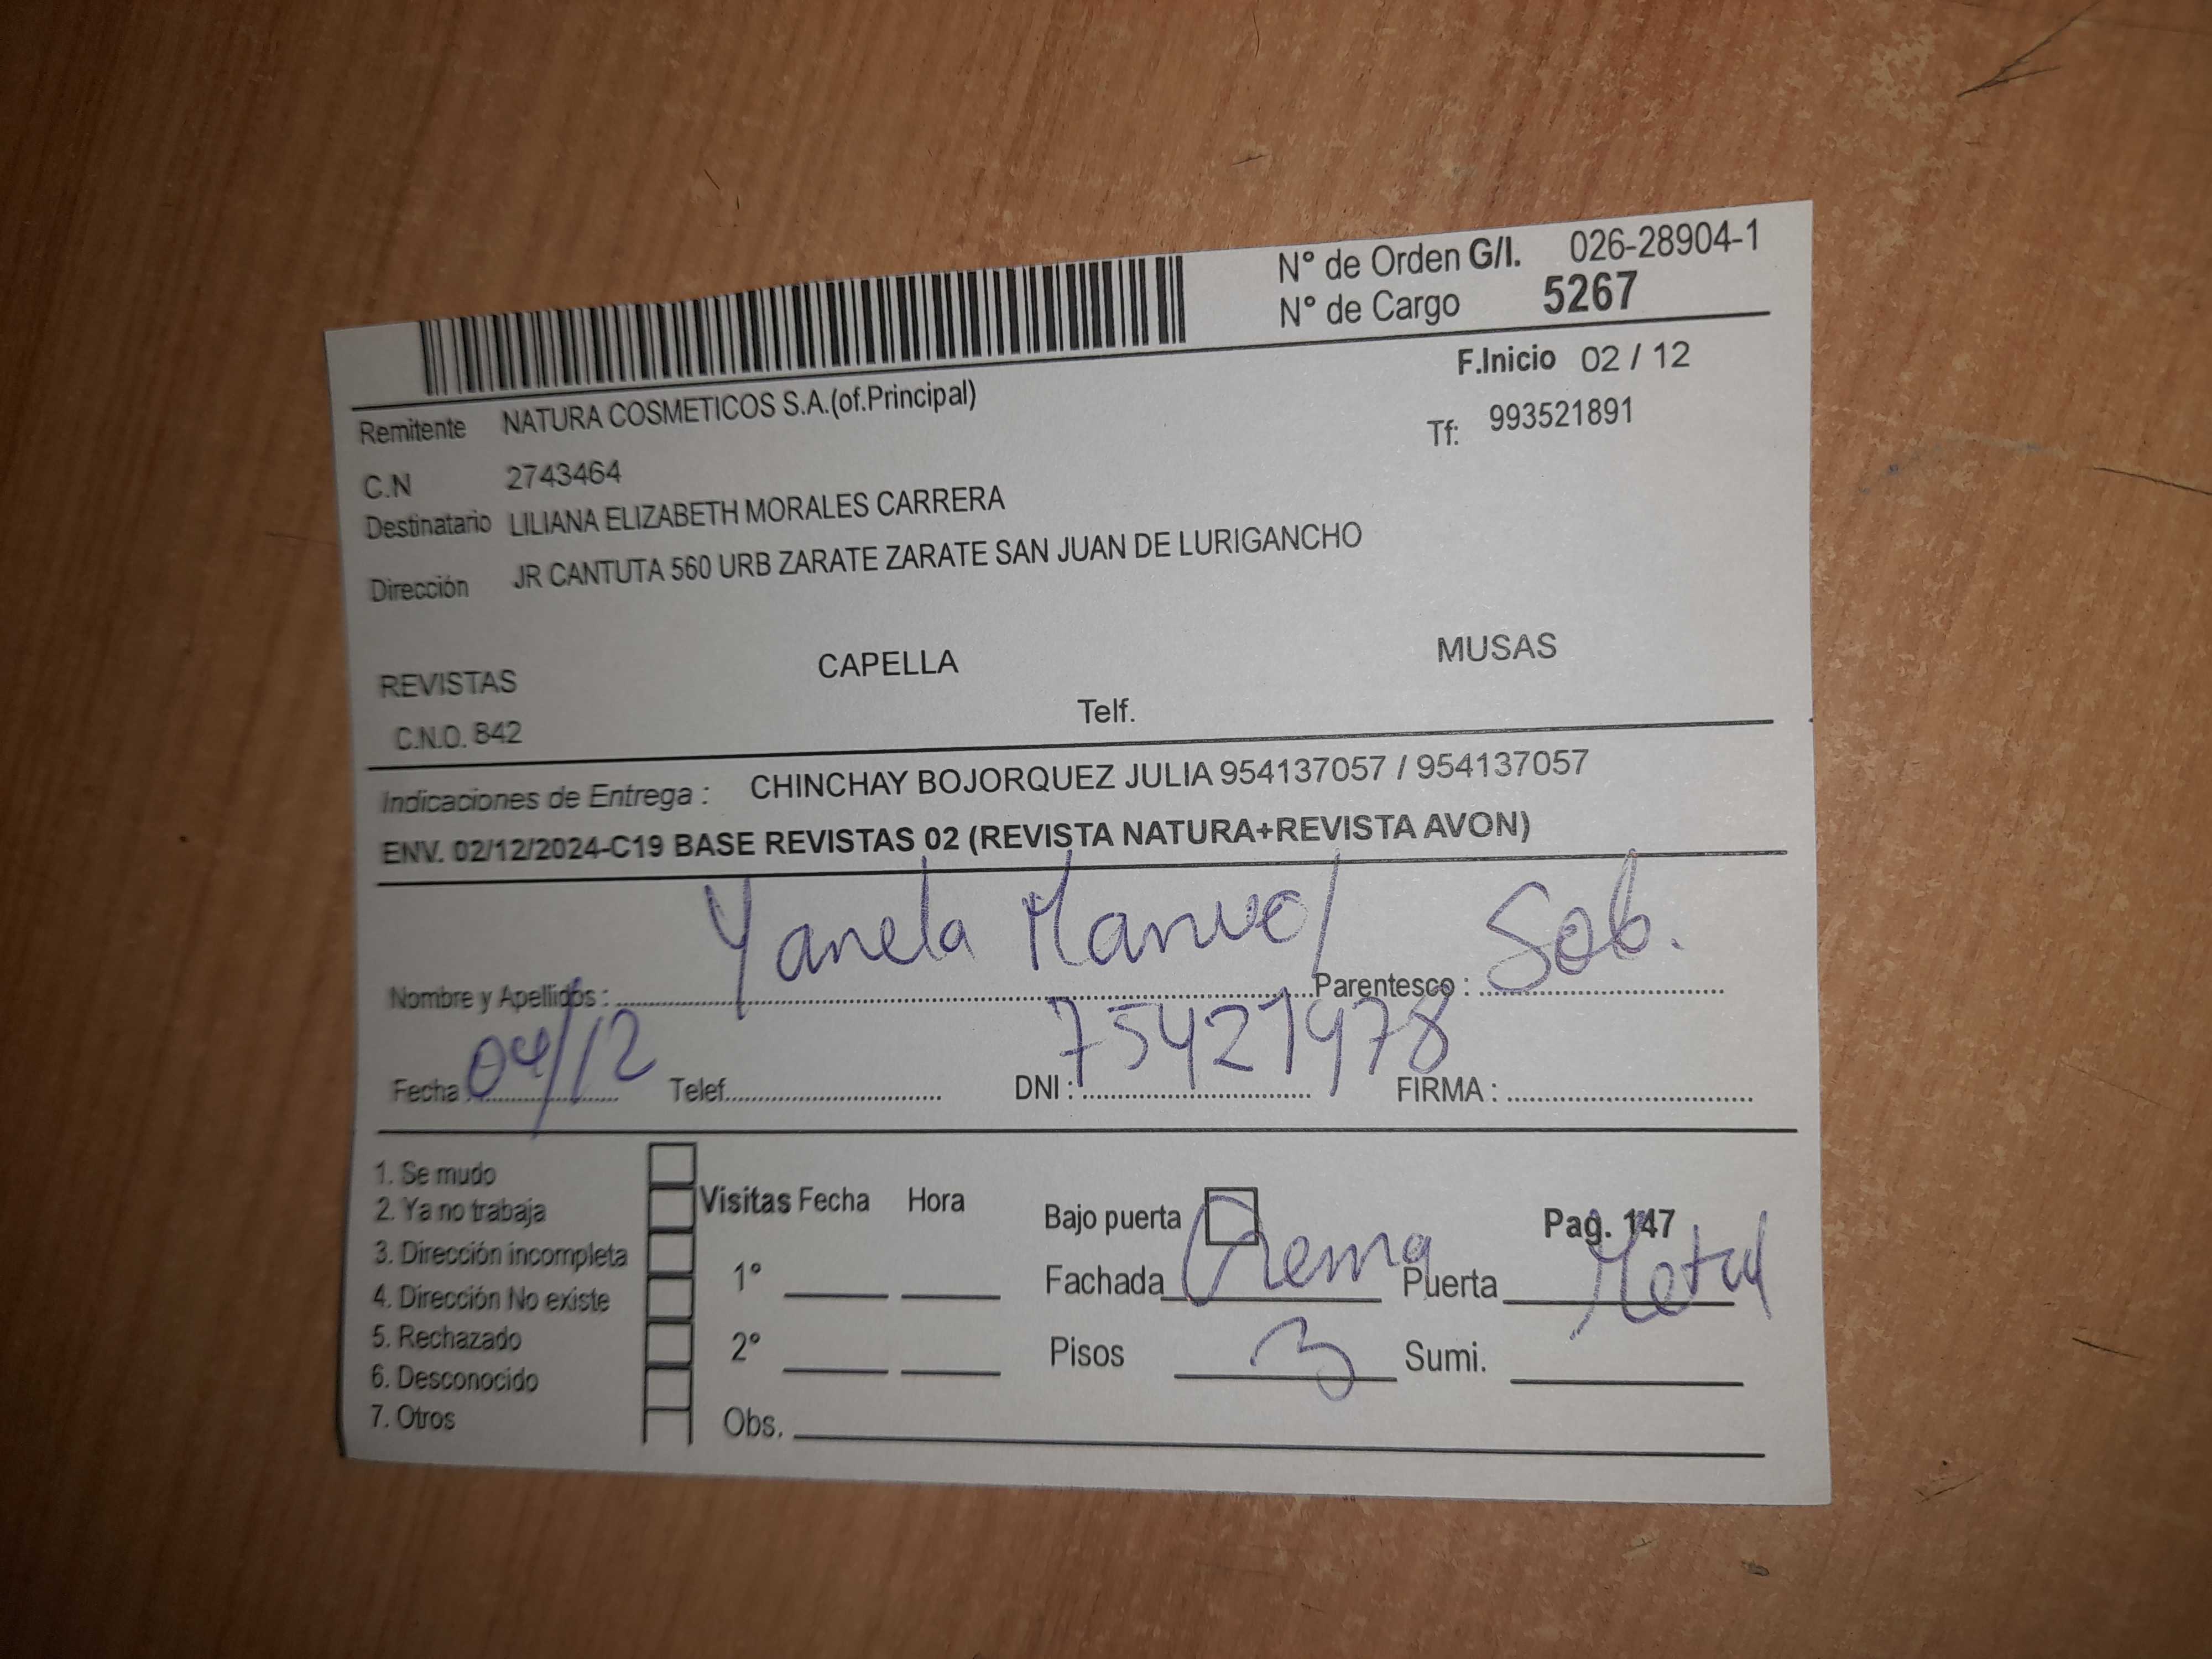 N° de Orden G/I. 026-28904-1
N° de Cargo 5267
F.Inicio 02 / 12
Remitente NATURA COSMETICOS S.A.(of.Principal)
Tf: 993521891
C.N 2743464
Destinatario LILIANA ELIZABETH MORALES CARRERA
Dirección JR CANTUTA 560 URB ZARATE ZARATE SAN JUAN DE LURIGANCHO
REVISTAS CAPELLA MUSAS
C.N.O. 842 Telf.
Indicaciones de Entrega : CHINCHAY BOJORQUEZ JULIA 954137057 / 954137057
ENV. 02/12/2024-C19 BASE REVISTAS 02 (REVISTA NATURA+REVISTA AVON)
Nombre y Apellidos : Yanela Manuel Parentesco : Sob.
Fecha 04/12 Telef. DNI : 75421978 FIRMA :
1. Se mudo
2. Ya no trabaja
3. Dirección incompleta
4. Dirección No existe
5. Rechazado
6. Desconocido
7. Otros
Visitas Fecha Hora
1°
2°
Obs.
Bajo puerta Pag. 147
Fachada Crema Puerta Metal
Pisos 3 Sumi.